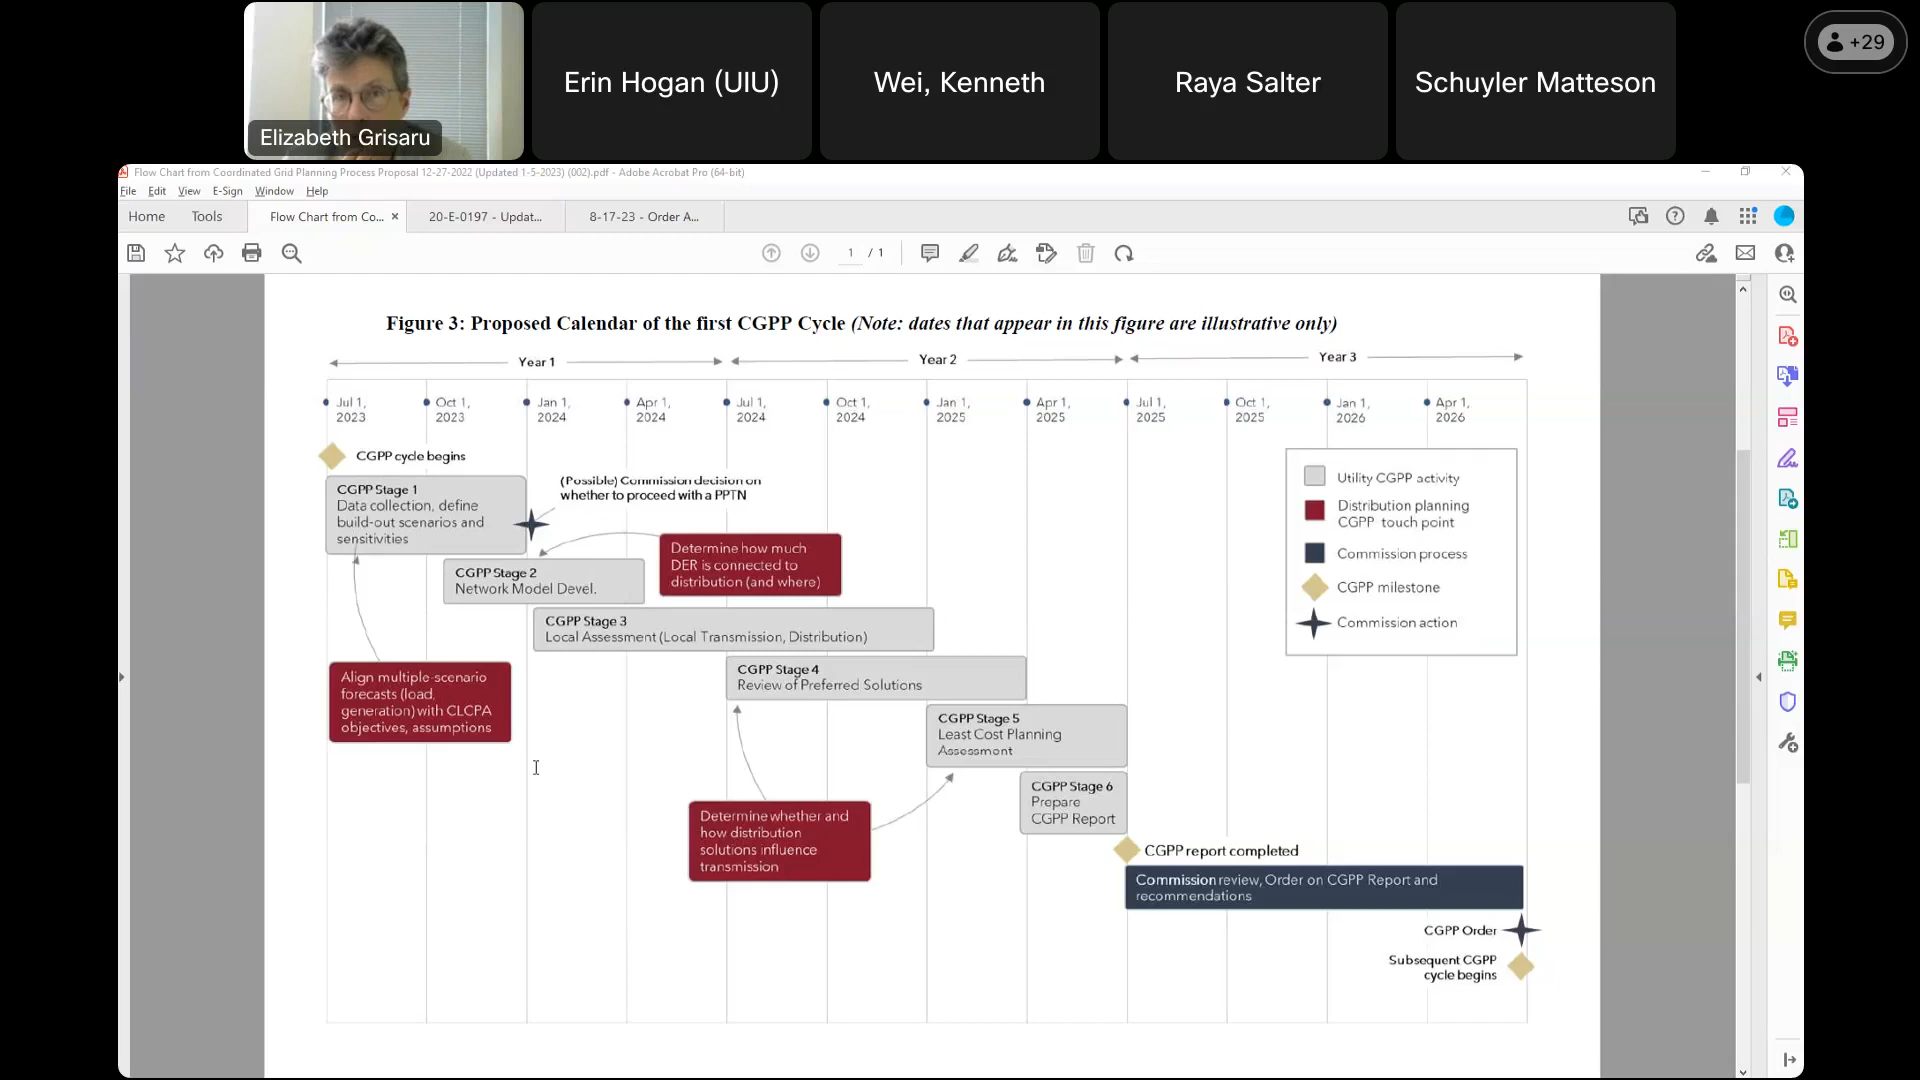 Elizabeth Grisaru
Erin Hogan (UIU)
Wei, Kenneth
Raya Salter
Schuyler Matteson
+29
Flow Chart from Coordinated Grid Planning Process Proposal 12-27-2022 (Updated 1-5-2023) (002).pdf - Adobe Acrobat Pro (64-bit)
File Edit View E-Sign Window Help
Home Tools Flow Chart from Co... × 20-E-0197 - Updat... 8-17-23 - Order A...
1 / 1
Figure 3: Proposed Calendar of the first CGPP Cycle (Note: dates that appear in this figure are illustrative only)
Year 1 Year 2 Year 3
Jul 1, 2023
Oct 1, 2023
Jan 1, 2024
Apr 1, 2024
Jul 1, 2024
Oct 1, 2024
Jan 1, 2025
Apr 1, 2025
Jul 1, 2025
Oct 1, 2025
Jan 1, 2026
Apr 1, 2026
CGPP cycle begins
CGPP Stage 1
Data collection, define
build-out scenarios and
sensitivities
(Possible) Commission decision on
whether to proceed with a PPTN
Determine how much
DER is connected to
distribution (and where)
CGPP Stage 2
Network Model Devel.
CGPP Stage 3
Local Assessment (Local Transmission, Distribution)
CGPP Stage 4
Review of Preferred Solutions
Align multiple-scenario
forecasts (load,
generation) with CLCPA
objectives, assumptions
CGPP Stage 5
Least Cost Planning
Assessment
CGPP Stage 6
Prepare
CGPP Report
Determine whether and
how distribution
solutions influence
transmission
CGPP report completed
Commission review, Order on CGPP Report and
recommendations
CGPP Order
Subsequent CGPP
cycle begins
Utility CGPP activity
Distribution planning
CGPP touch point
Commission process
CGPP milestone
Commission action